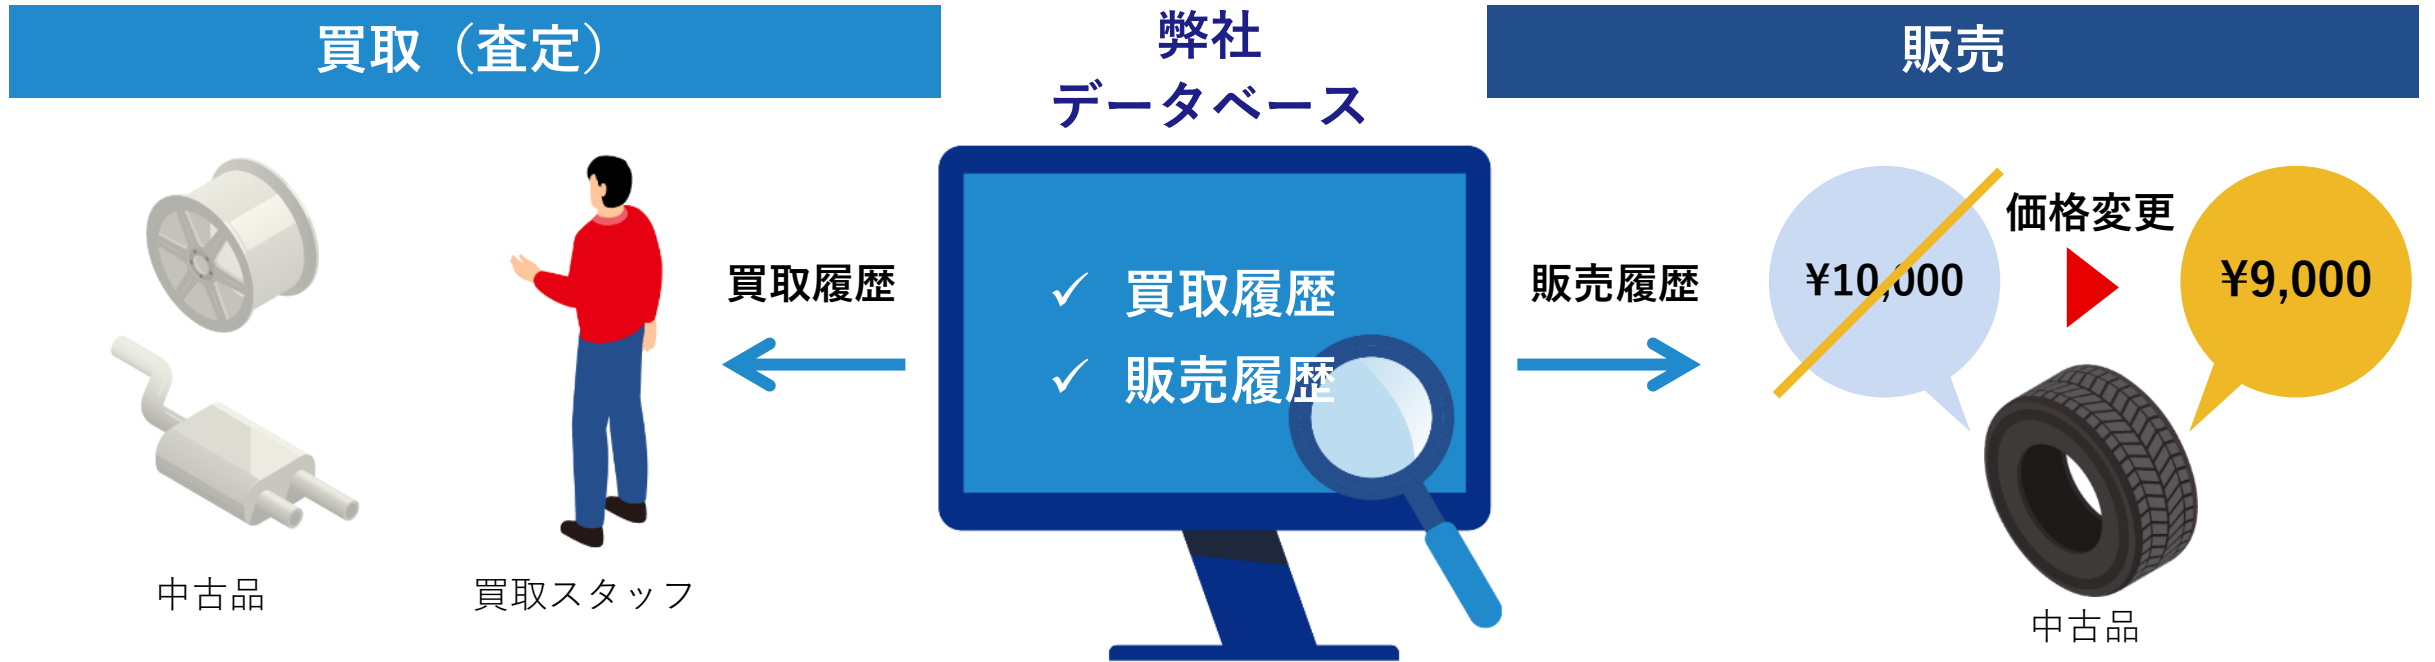 買取（査定）
中古品
買取スタッフ
買取履歴
弊社
データベース
買取履歴
販売履歴
販売履歴
販売
¥10,000
価格変更
¥9,000
中古品